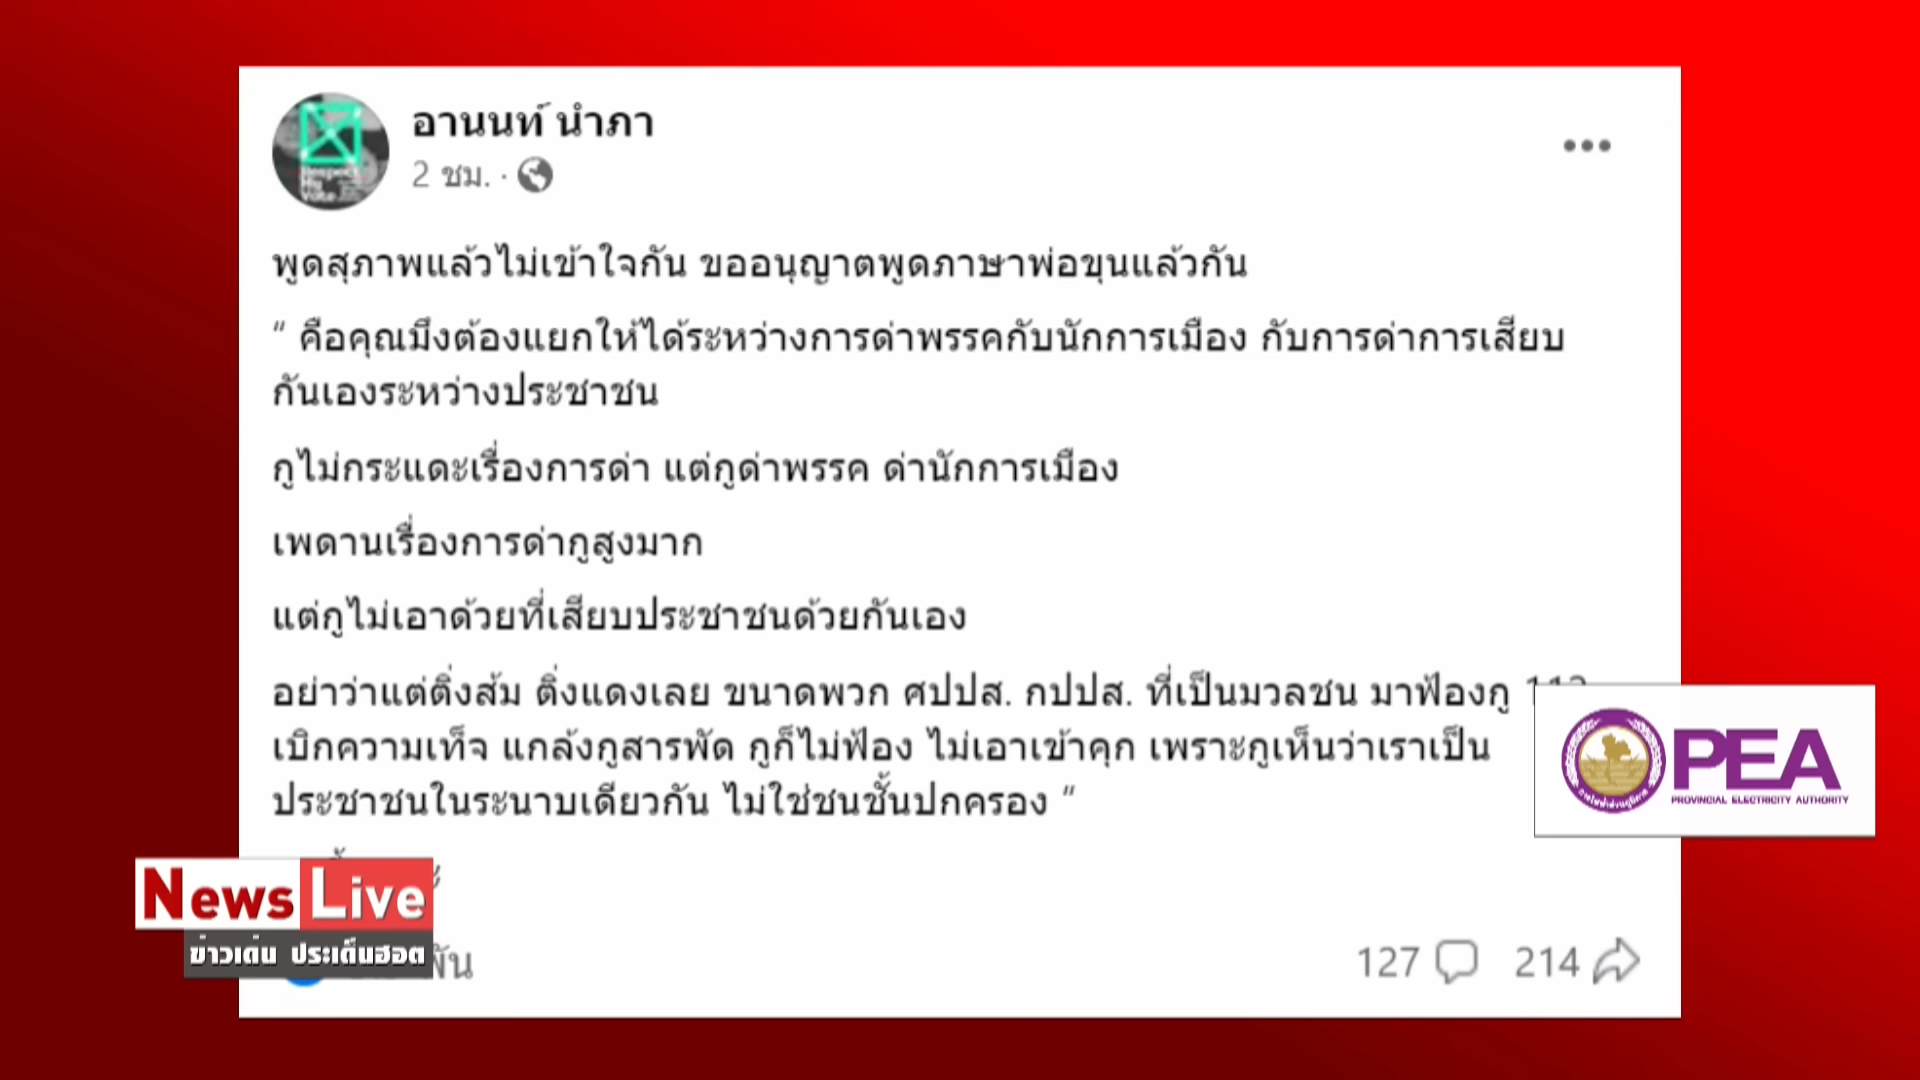 อานนท์ นำภา
2 ชม. ·
พูดสุภาพแล้วไม่เข้าใจกัน ขออนุญาตพูดภาษาพ่อขุนแล้วกัน
“ คือคุณมึงต้องแยกให้ได้ระหว่างการด่าพรรคกับนักการเมือง กับการด่าการเสียบ
กันเองระหว่างประชาชน
กูไม่กระแดะเรื่องการด่า แต่กูด่าพรรค ด่านักการเมือง
เพดานเรื่องการด่ากูสูงมาก
แต่กูไม่เอาด้วยที่เสียบประชาชนด้วยกันเอง
อย่าว่าแต่ติ่งส้ม ติ่งแดงเลย ขนาดพวก ศปปส. กปปส. ที่เป็นมวลชน มาฟ้องกู
เบิกความเท็จ แกล้งกูสารพัด กูก็ไม่ฟ้อง ไม่เอาเข้าคุก เพราะกูเห็นว่าเราเป็น
ประชาชนในระนาบเดียวกัน ไม่ใช่ชนชั้นปกครอง “
PEA
PROVINCIAL ELECTRICITY AUTHORITY
News Live
ข่าวเด่น ประเด็นฮอต
127
214